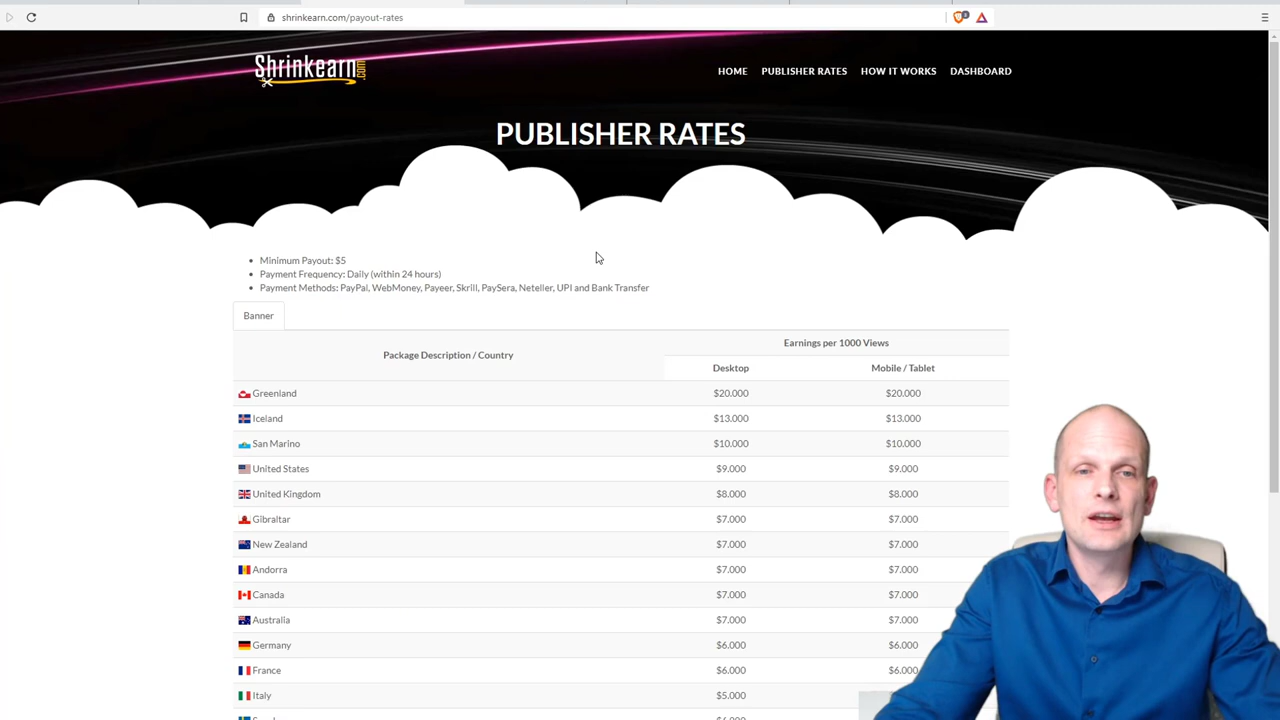 shrinkearn.com/payout-rates
Shrinkearn.com
HOME PUBLISHER RATES HOW IT WORKS DASHBOARD
PUBLISHER RATES
Minimum Payout: $5
Payment Frequency: Daily (within 24 hours)
Payment Methods: PayPal, WebMoney, Payeer, Skrill, PaySera, Neteller, UPI and Bank Transfer
Banner
Package Description / Country Earnings per 1000 Views
Desktop Mobile / Tablet
Greenland $20.000 $20.000
Iceland $13.000 $13.000
San Marino $10.000 $10.000
United States $9.000 $9.000
United Kingdom $8.000 $8.000
Gibraltar $7.000 $7.000
New Zealand $7.000 $7.000
Andorra $7.000 $7.000
Canada $7.000 $7.000
Australia $7.000 $7.000
Germany $6.000 $6.000
France $6.000 $6.000
Italy $5.000